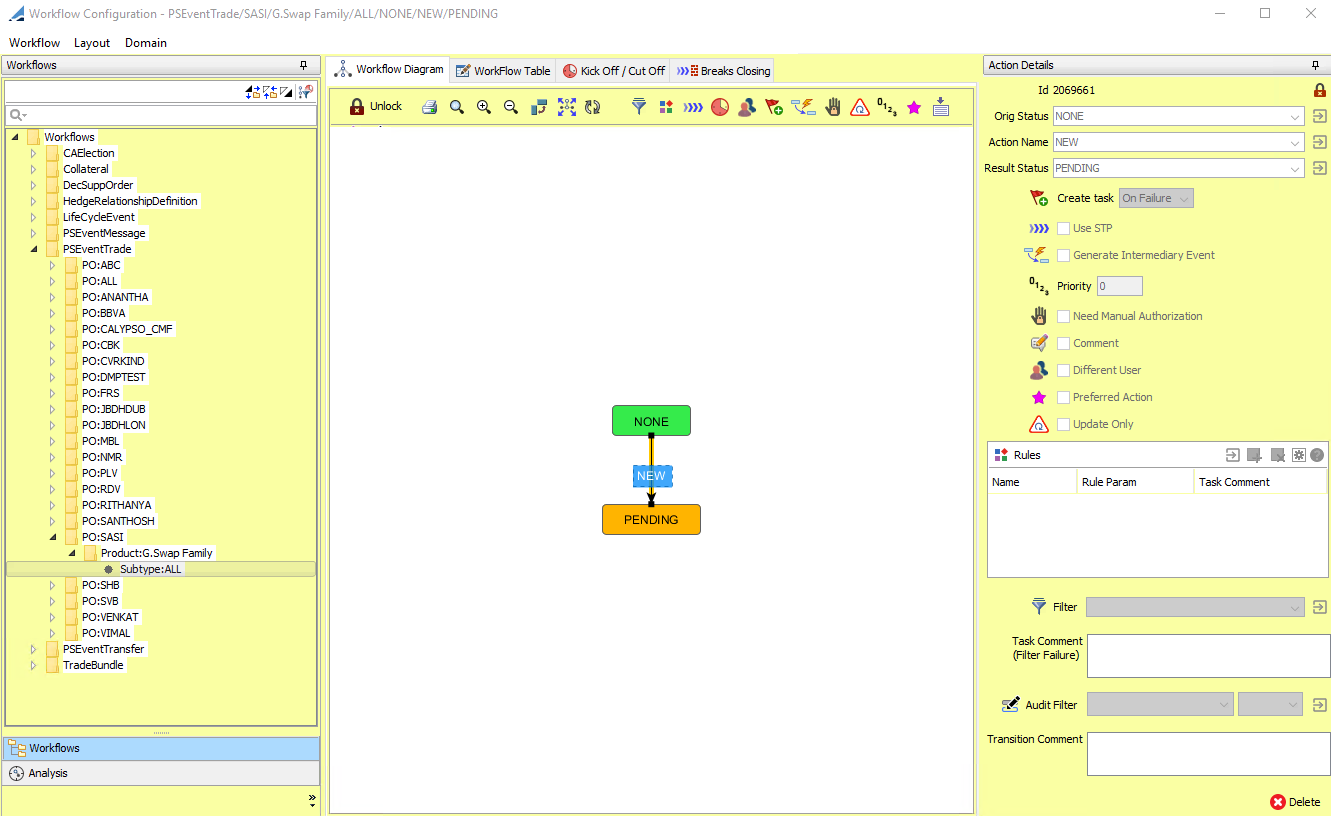 Workflow Configuration - PSEventTrade/SASI/G.Swap Family/ALL/NONE/NEW/PENDING
Workflow Layout Domain
Workflows
Workflows
CAElection
Collateral
DecSuppOrder
HedgeRelationshipDefinition
LifeCycleEvent
PSEventMessage
PSEventTrade
PO:ABC
PO:ALL
PO:ANANTHA
PO:BBVA
PO:CALYPSO_CMF
PO:CBK
PO:CVRKIND
PO:DMPTEST
PO:FRS
PO:JBDHDUB
PO:JBDHLON
PO:MBL
PO:NMR
PO:PLV
PO:RDV
PO:RITHANYA
PO:SANTHOSH
PO:SASI
Product:G.Swap Family
Subtype:ALL
PO:SHB
PO:SVB
PO:VENKAT
PO:VIMAL
PSEventTransfer
TradeBundle
Workflows
Analysis
Workflow Diagram WorkFlow Table Kick Off / Cut Off Breaks Closing
Unlock
NONE
NEW
PENDING
Action Details
Id 2069661
Orig Status NONE
Action Name NEW
Result Status PENDING
Create task On Failure
Use STP
Generate Intermediary Event
Priority 0
Need Manual Authorization
Comment
Different User
Preferred Action
Update Only
Rules
Name Rule Param Task Comment
Filter
Task Comment
(Filter Failure)
Audit Filter
Transition Comment
Delete